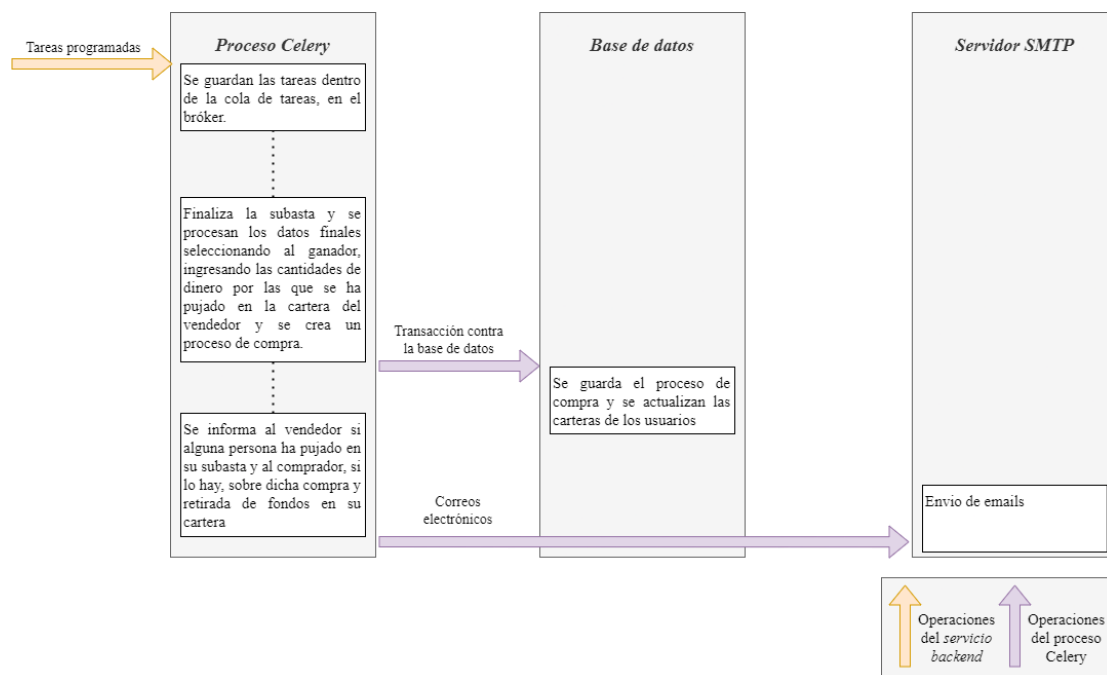 Tareas programadas
Proceso Celery
Base de datos
Servidor SMTP
Se guardan las tareas dentro
de la cola de tareas, en el
bróker.
Finaliza la subasta y se
procesan los datos finales
seleccionando al ganador,
ingresando las cantidades de
dinero por las que se ha
pujado en la cartera del
vendedor y se crea un
proceso de compra.
Transacción contra
la base de datos
Se guarda el proceso de
compra y se actualizan las
carteras de los usuarios
Se informa al vendedor si
alguna persona ha pujado en
su subasta y al comprador, si
lo hay, sobre dicha compra y
retirada de fondos en su
cartera
Correos
electrónicos
Envio de emails
Operaciones
del servicio
backend
Operaciones
del proceso
Celery